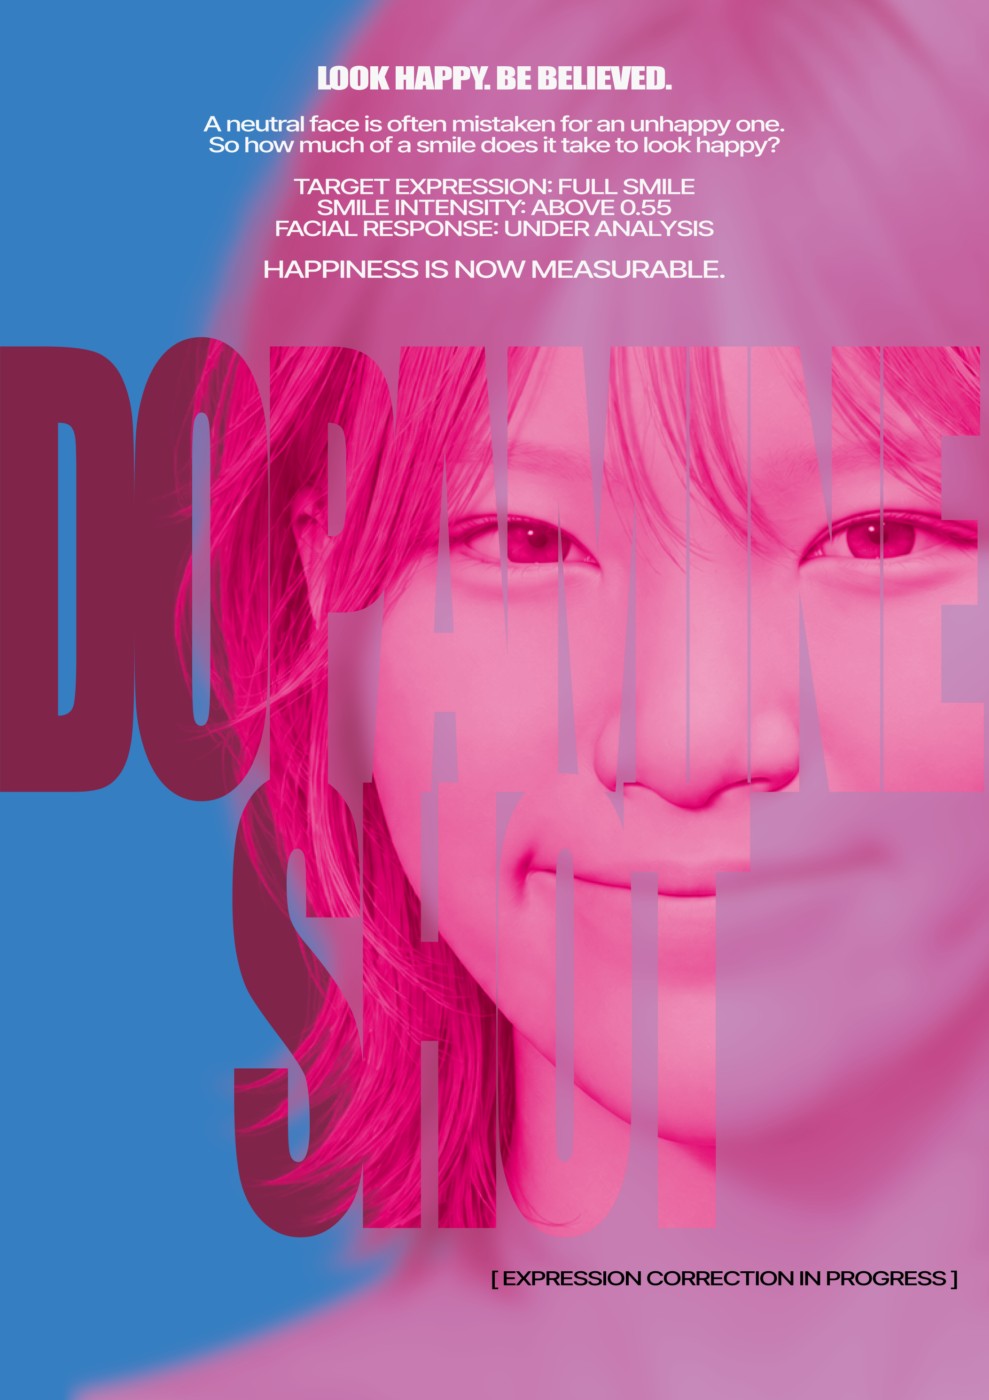 LOOK HAPPY. BE BELIEVED.
A neutral face is often mistaken for an unhappy one.
So how much of a smile does it take to look happy?
TARGET EXPRESSION: FULL SMILE
SMILE INTENSITY: ABOVE 0.55
FACIAL RESPONSE: UNDER ANALYSIS
HAPPINESS IS NOW MEASURABLE.
DOPAMINE
SHOT
[ EXPRESSION CORRECTION IN PROGRESS ]